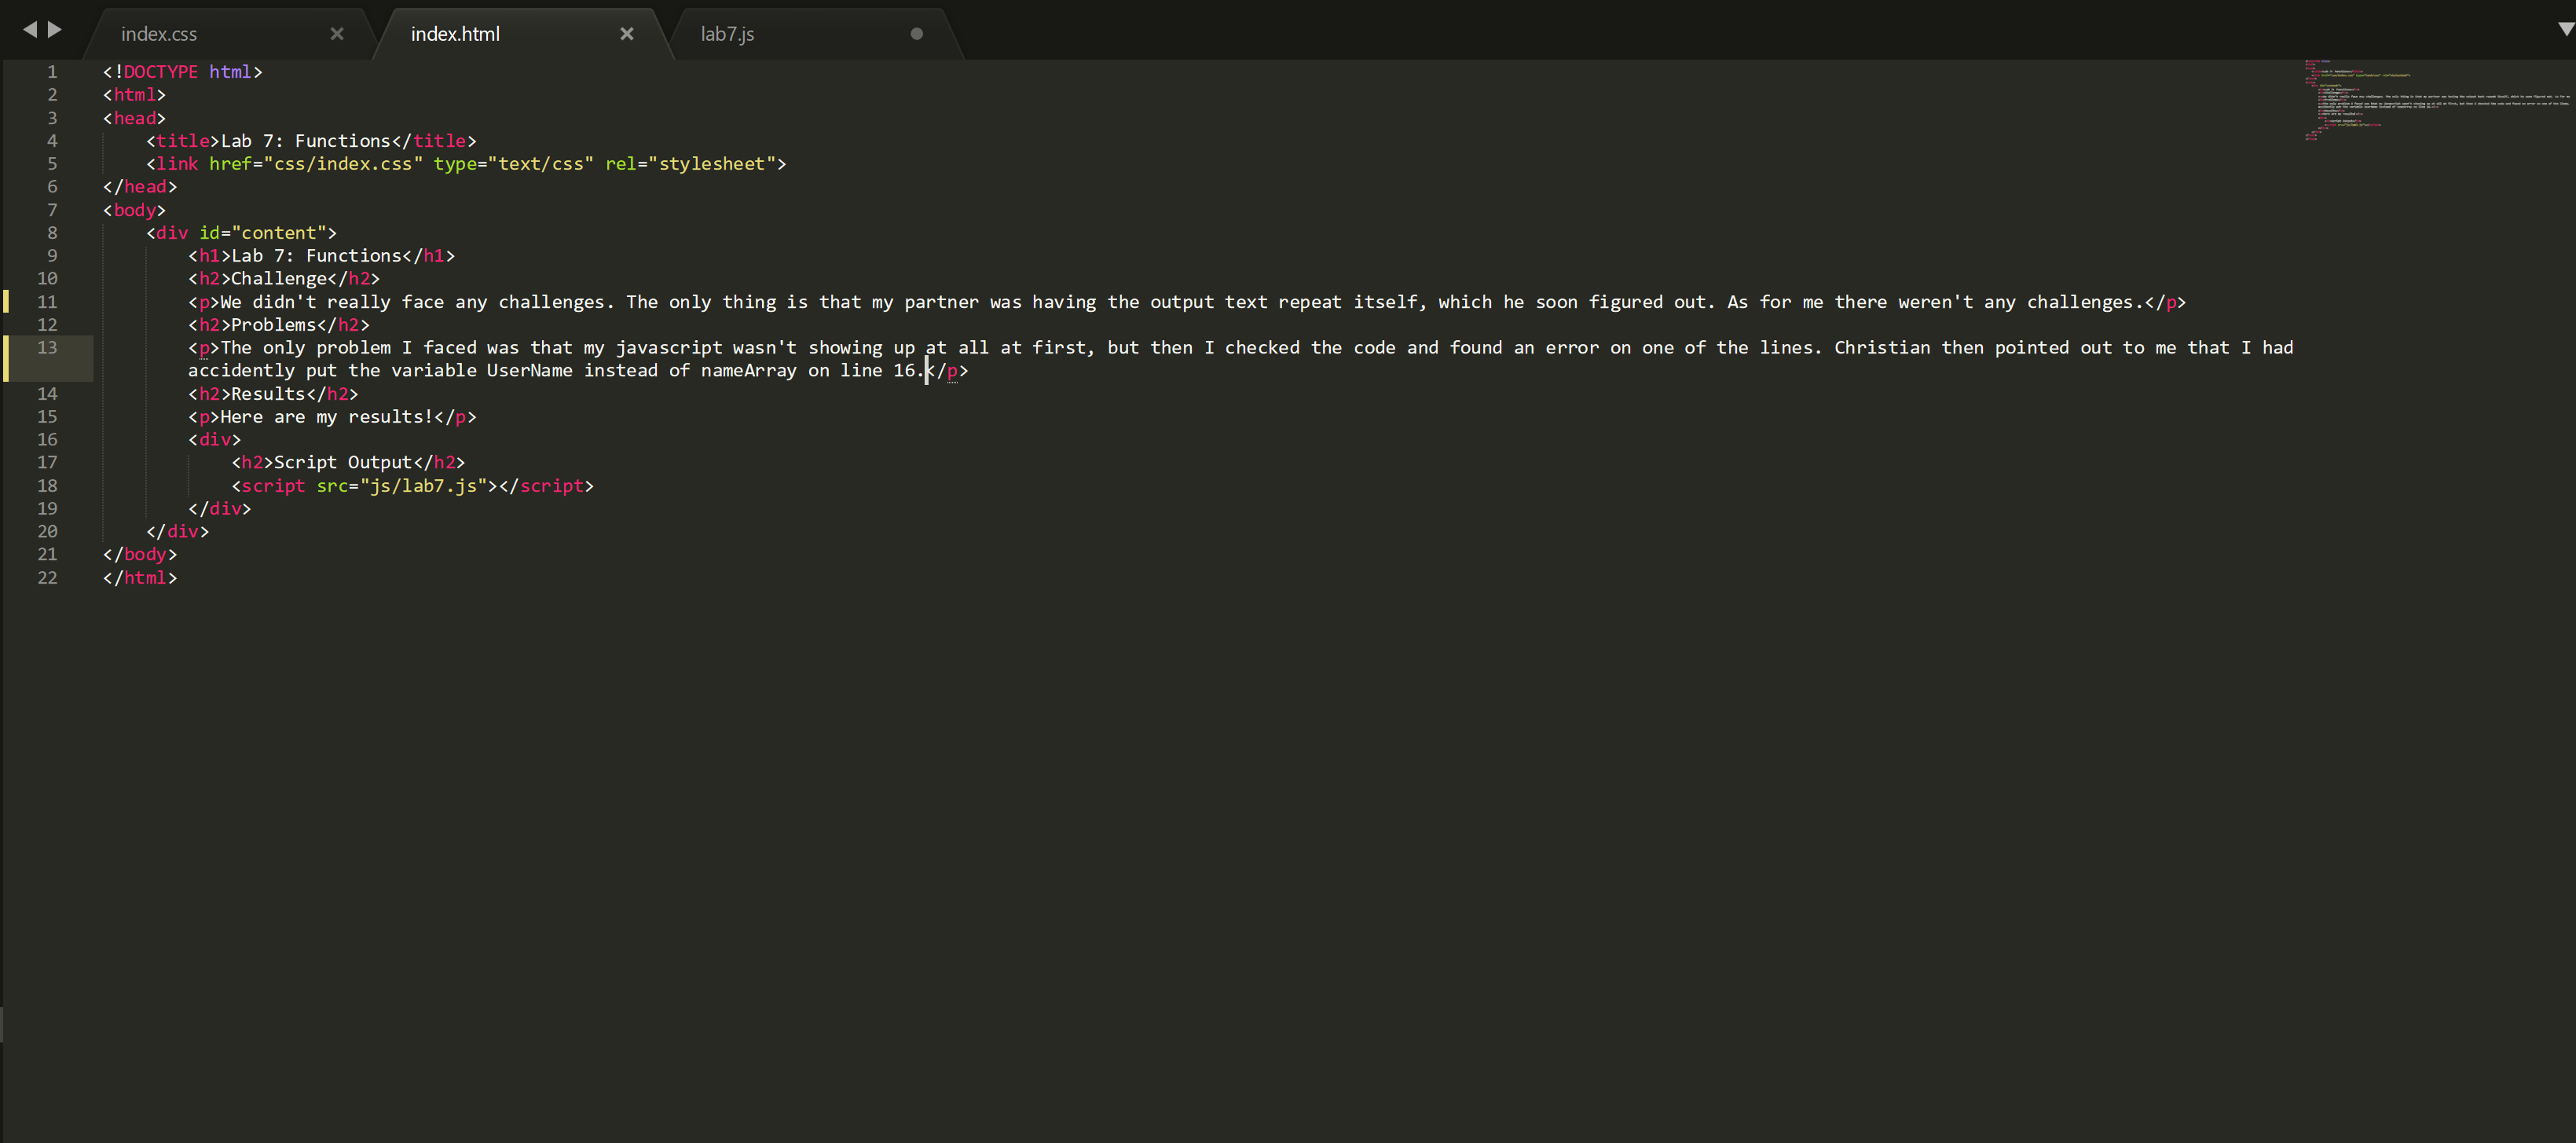 index.css
index.html
lab7.js
1 <!DOCTYPE html>
2 <html>
3 <head>
4 <title>Lab 7: Functions</title>
5 <link href="css/index.css" type="text/css" rel="stylesheet">
6 </head>
7 <body>
8 <div id="content">
9 <h1>Lab 7: Functions</h1>
10 <h2>Challenge</h2>
11 <p>We didn't really face any challenges. The only thing is that my partner was having the output text repeat itself, which he soon figured out. As for me there weren't any challenges.</p>
12 <h2>Problems</h2>
13 <p>The only problem I faced was that my javascript wasn't showing up at all at first, but then I checked the code and found an error on one of the lines. Christian then pointed out to me that I had
accidently put the variable UserName instead of nameArray on line 16.</p>
14 <h2>Results</h2>
15 <p>Here are my results!</p>
16 <div>
17 <h2>Script Output</h2>
18 <script src="js/lab7.js"></script>
19 </div>
20 </div>
21 </body>
22 </html>